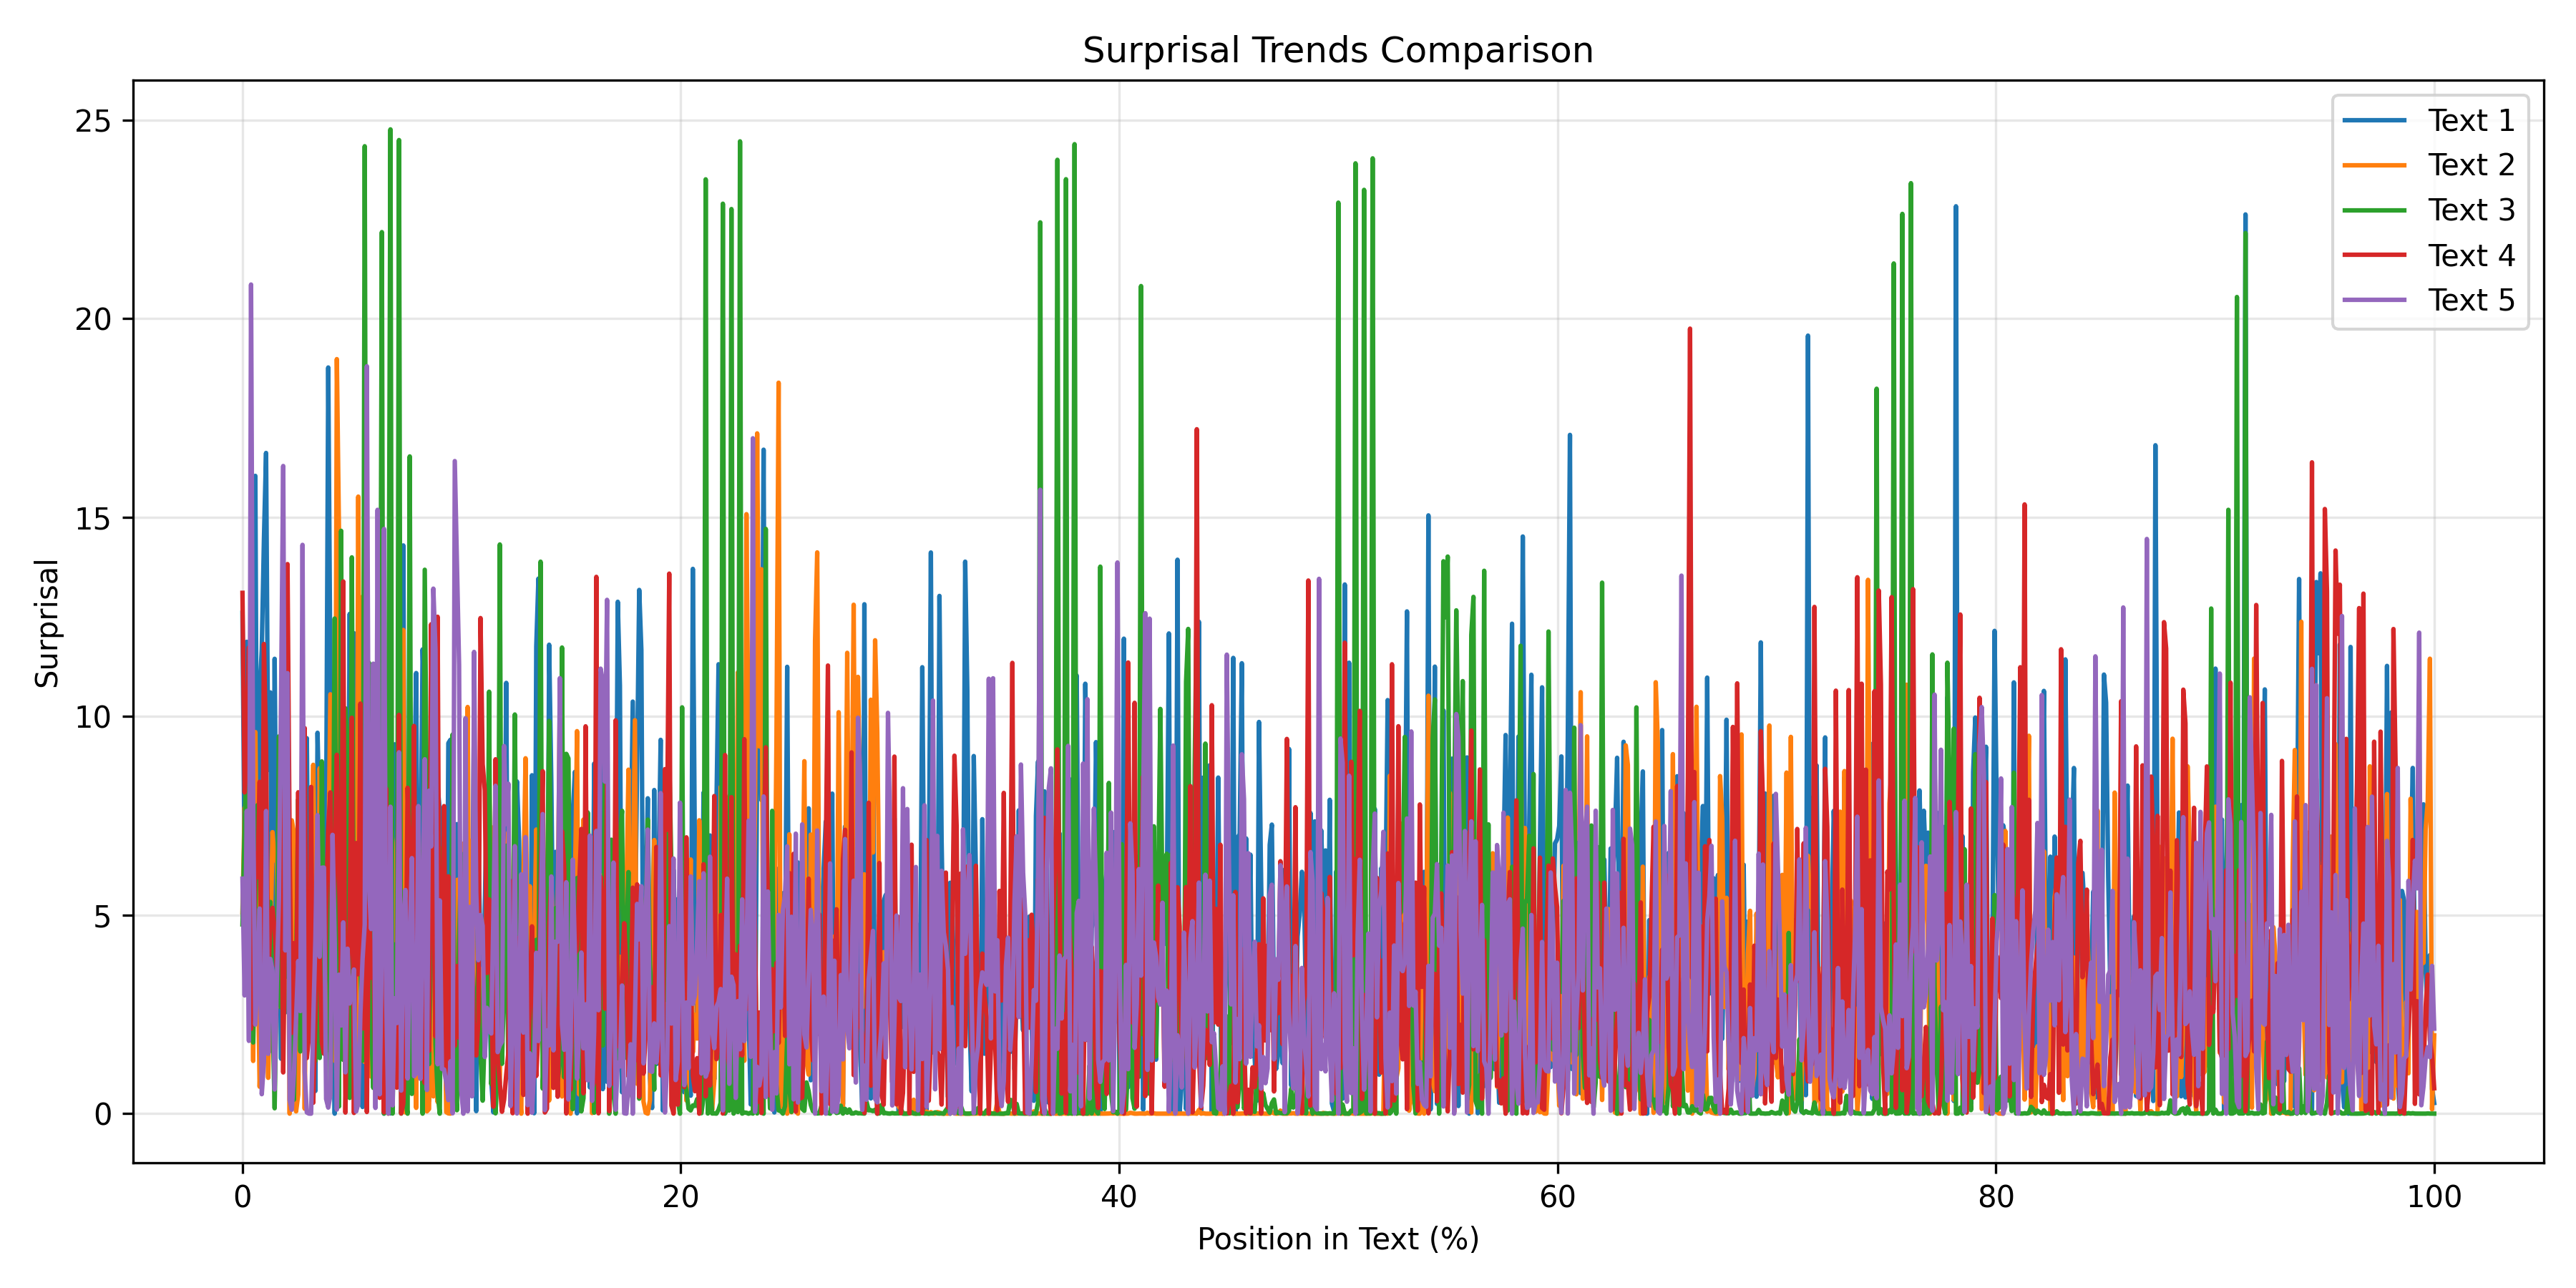 Surprisal Trends Comparison
25
20
15
10
5
0
Surprisal
Text 1
Text 2
Text 3
Text 4
Text 5
0 20 40 60 80 100
Position in Text (%)